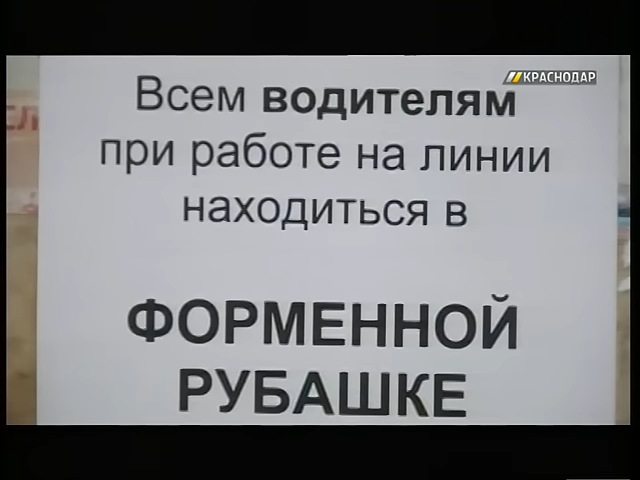 КРАСНОДАР
Всем водителям
при работе на линии
находиться в
ФОРМЕННОЙ
РУБАШКЕ